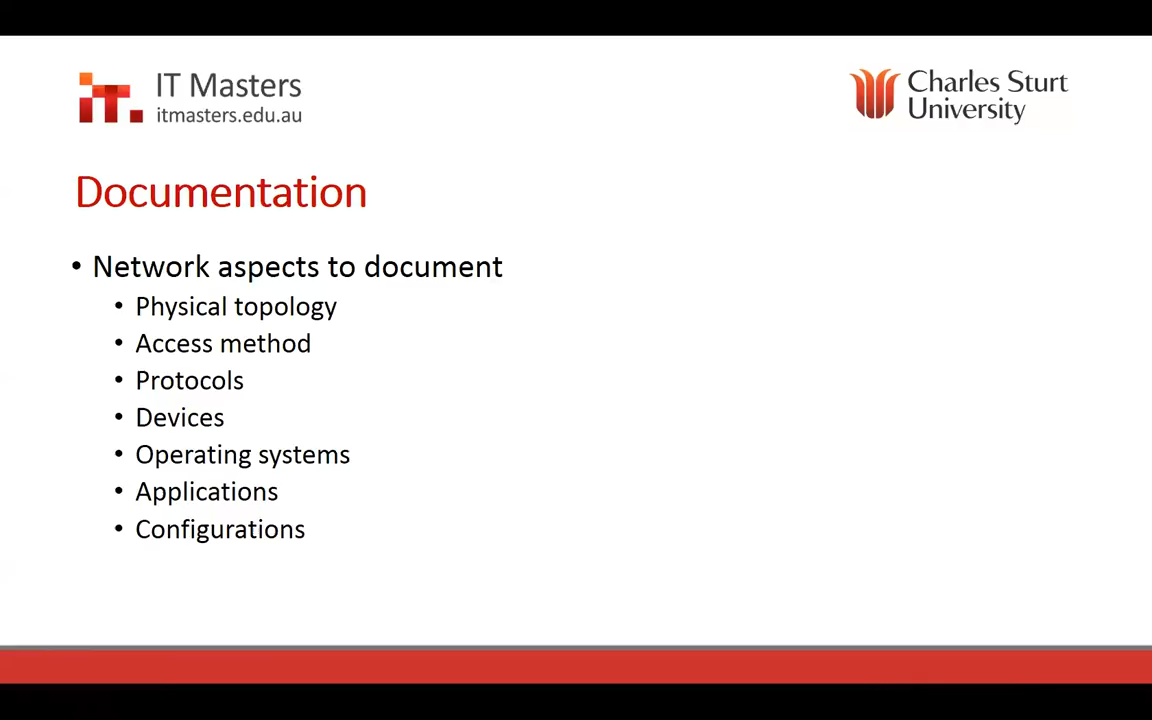 IT Masters
itmasters.edu.au
Charles Sturt
University
Documentation
• Network aspects to document
• Physical topology
• Access method
• Protocols
• Devices
• Operating systems
• Applications
• Configurations